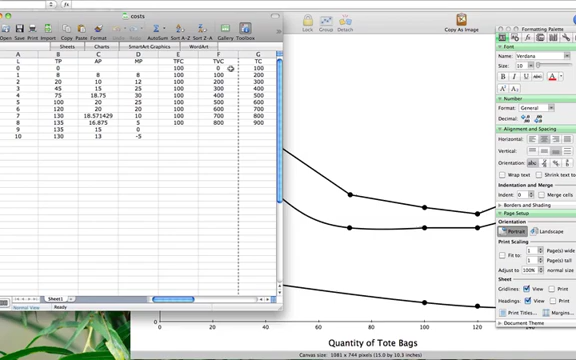 costs
New Open Save Print Import Copy Paste Format Undo Redo AutoSum Sort A-Z Sort Z-A Gallery Toolbox
Sheets Charts SmartArt Graphics WordArt
A B C D E F G
L TP AP MP TFC TVC TC
0 0 100 0 100
1 8 8 8 100 100 200
2 20 10 12 100 200 300
3 45 15 25 100 300 400
4 75 18.75 30 100 400 500
5 100 20 25 100 500 600
6 120 20 20 100 600 700
7 130 18.571429 10 100 700 800
8 135 16.875 5 100 800 900
9 135 15 0
10 130 13 -5
Sheet1
Normal View Ready
Lock Group Guide Copy As Image
Formatting Palette
Font
Name: Verdana
Size: 10
Number
Format: General
Decimal:
Alignment and Spacing
Horizontal:
Vertical:
Orientation: abc
Wrap text Shrink text to
Indentation and Merge
Indent: 0 Merge cells
Borders and Shading
Page Setup
Orientation
Portrait Landscape
Print Scaling
Fit to: 1 Page(s) wide
1 Page(s) tall
Adjust to 100% normal size
Sheet
Gridlines: View Print
Headings: View Print
Print Titles... Margins...
Document Theme
0 80 100 120
Quantity of Tote Bags
Canvas size: 1081 x 744 pixels (15.0 by 10.3 inches)